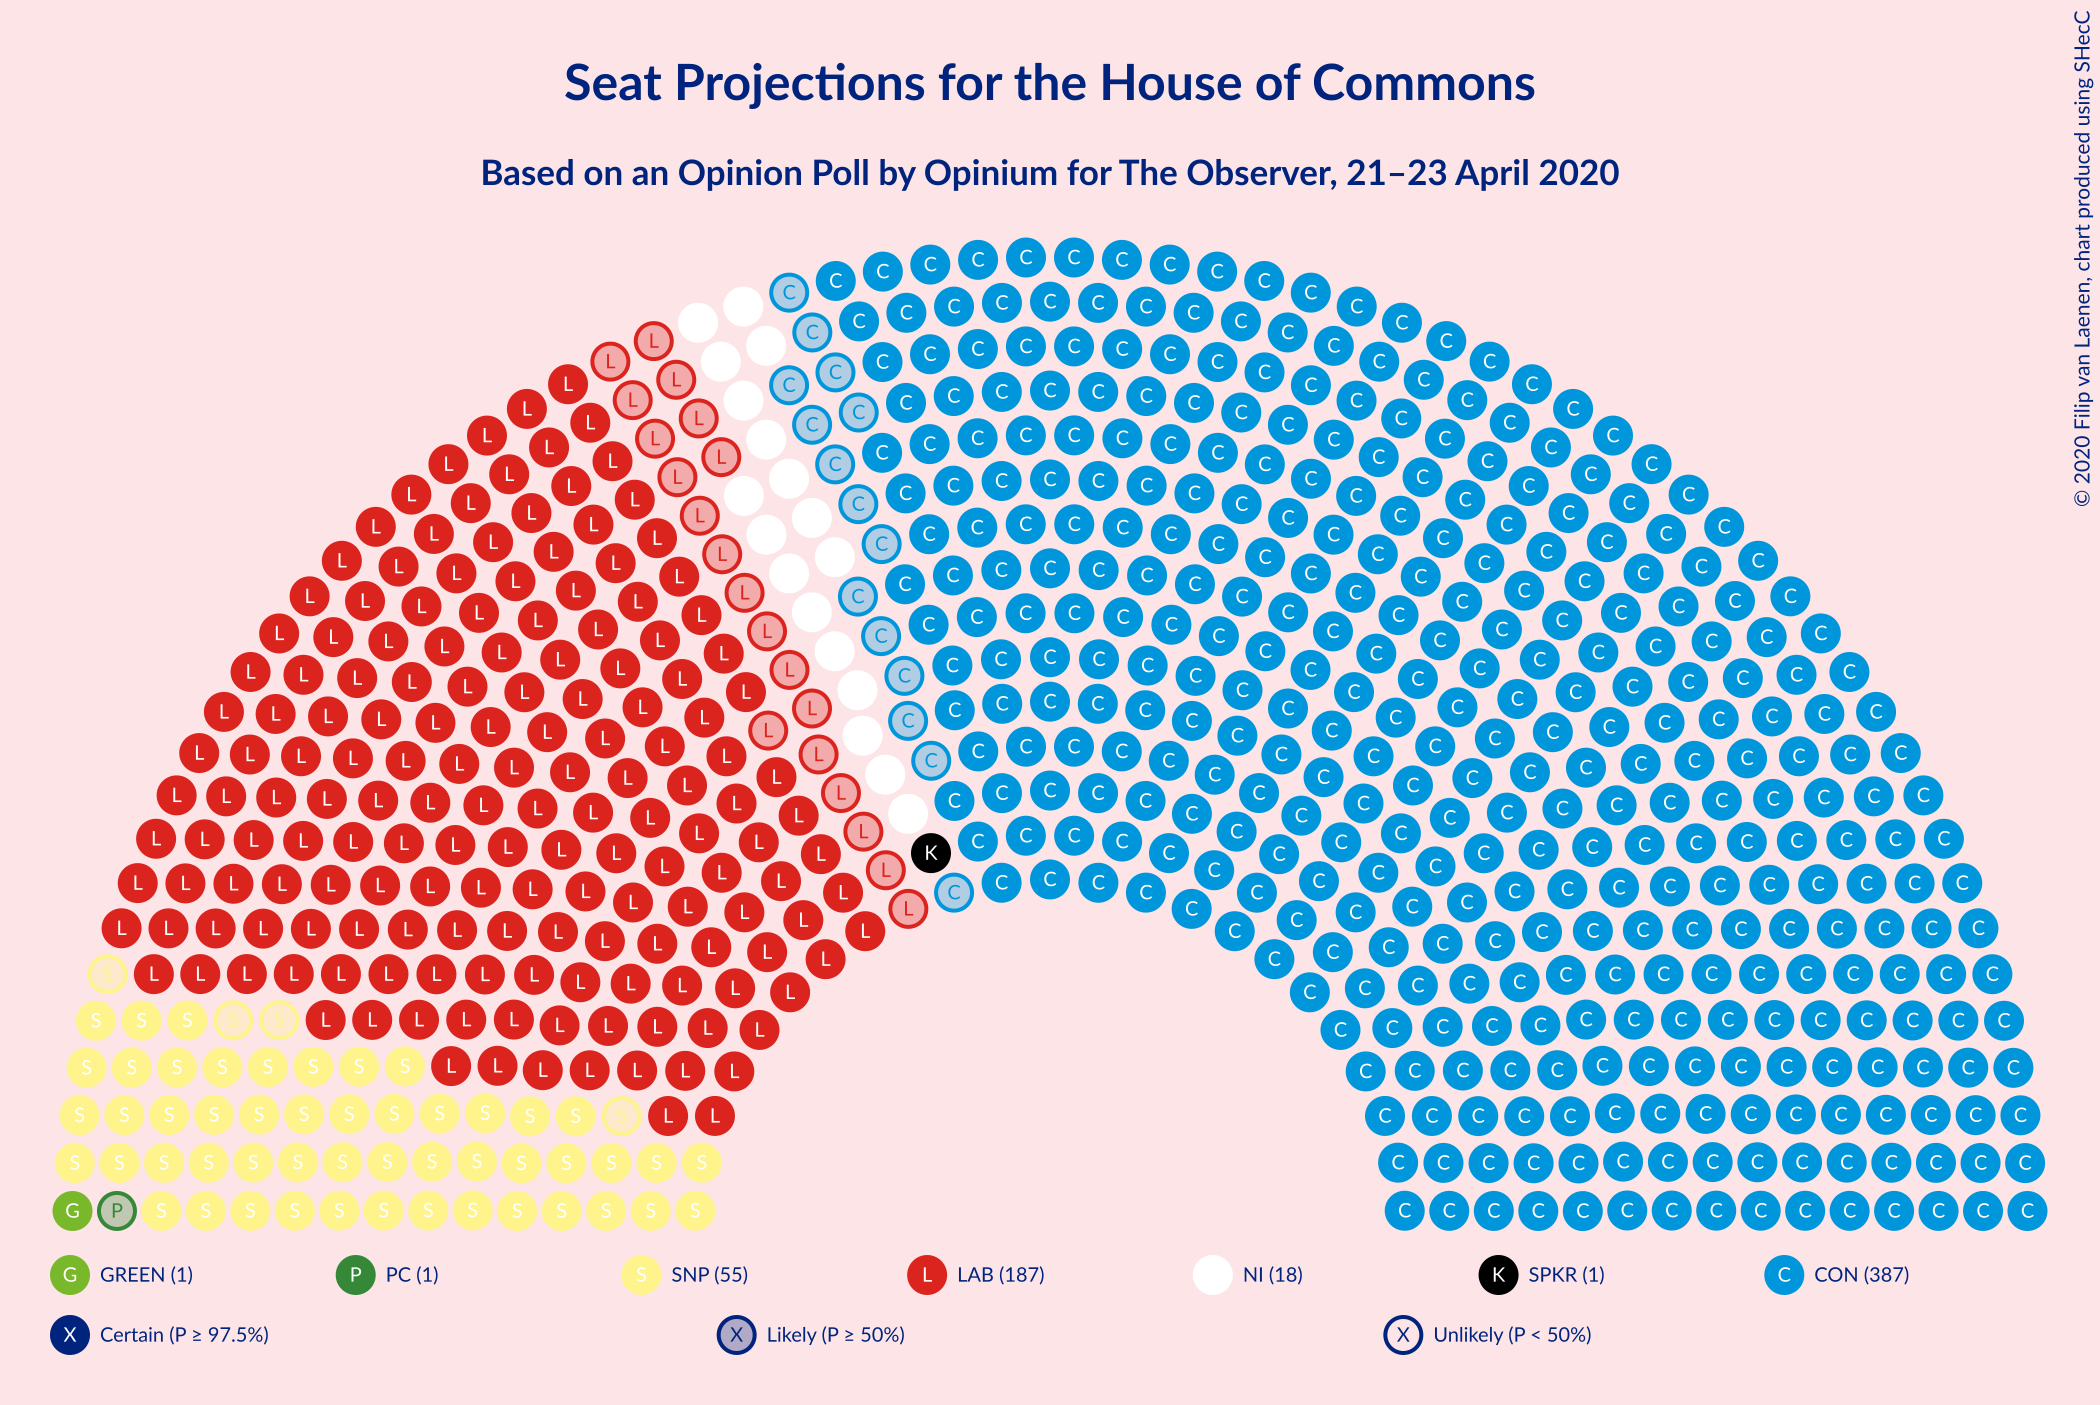 Seat Projections for the House of Commons
Based on an Opinion Poll by Opinium for The Observer, 21–23 April 2020
© 2020 Filip van Laenen, chart produced using SHecC
G GREEN (1) P PC (1) S SNP (55) L LAB (187) NI (18) K SPKR (1) C CON (387)
X Certain (P ≥ 97.5%) X Likely (P ≥ 50%) X Unlikely (P < 50%)